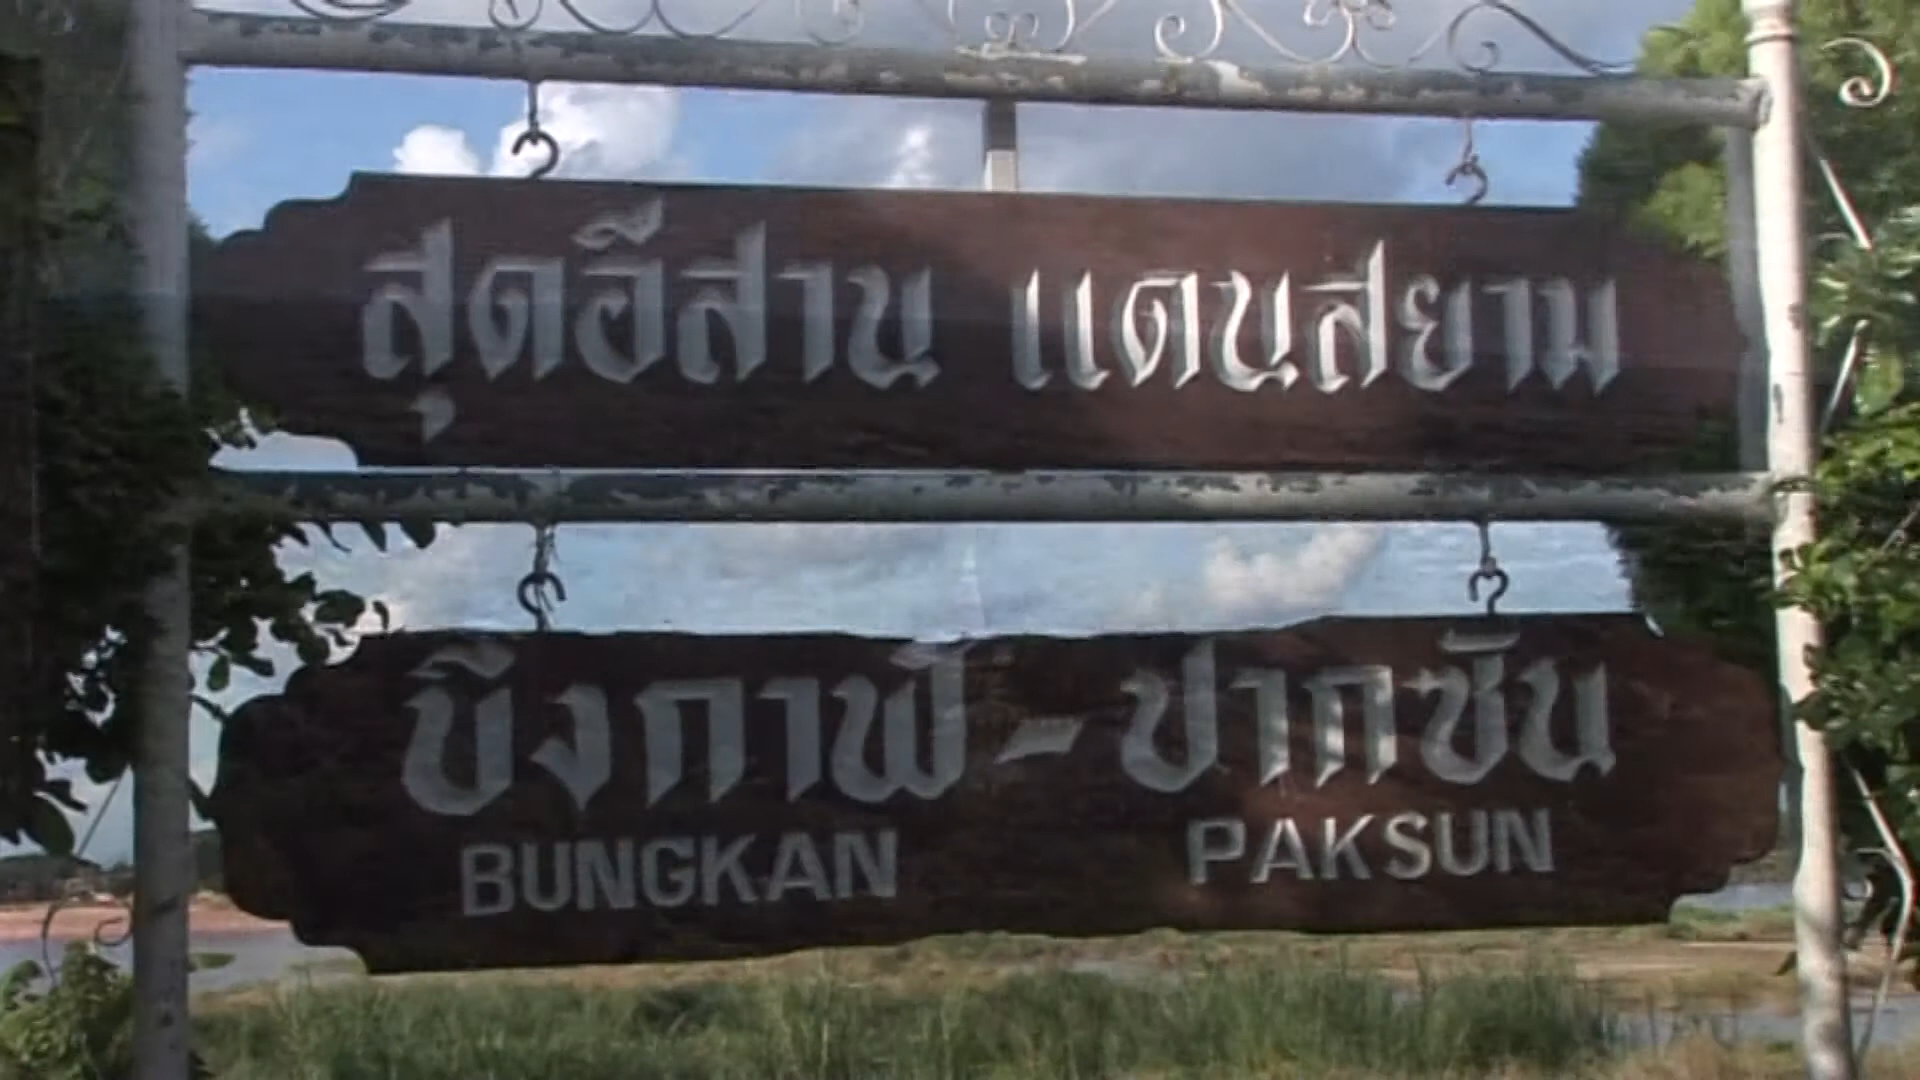 สุดอีสาน แดนสยาม
บึงกาฬ - ปากซัน
BUNGKAN PAKSUN